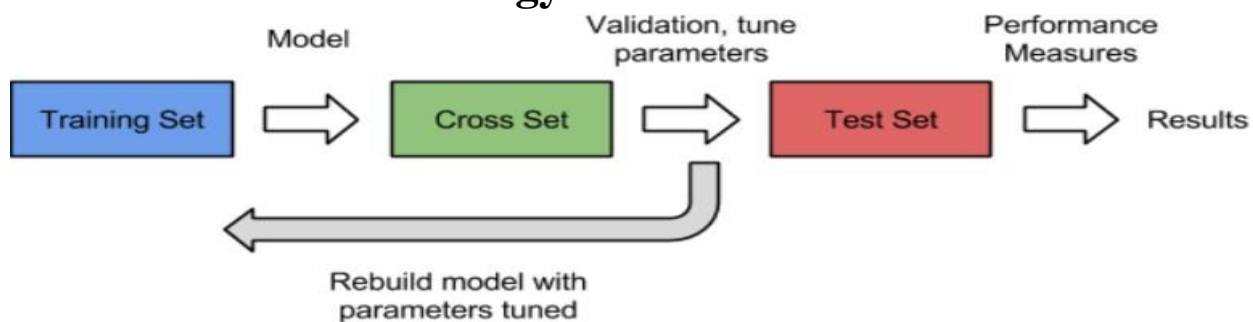 Model
Validation, tune
parameters
Performance
Measures
Training Set
Cross Set
Test Set
Results
Rebuild model with
parameters tuned